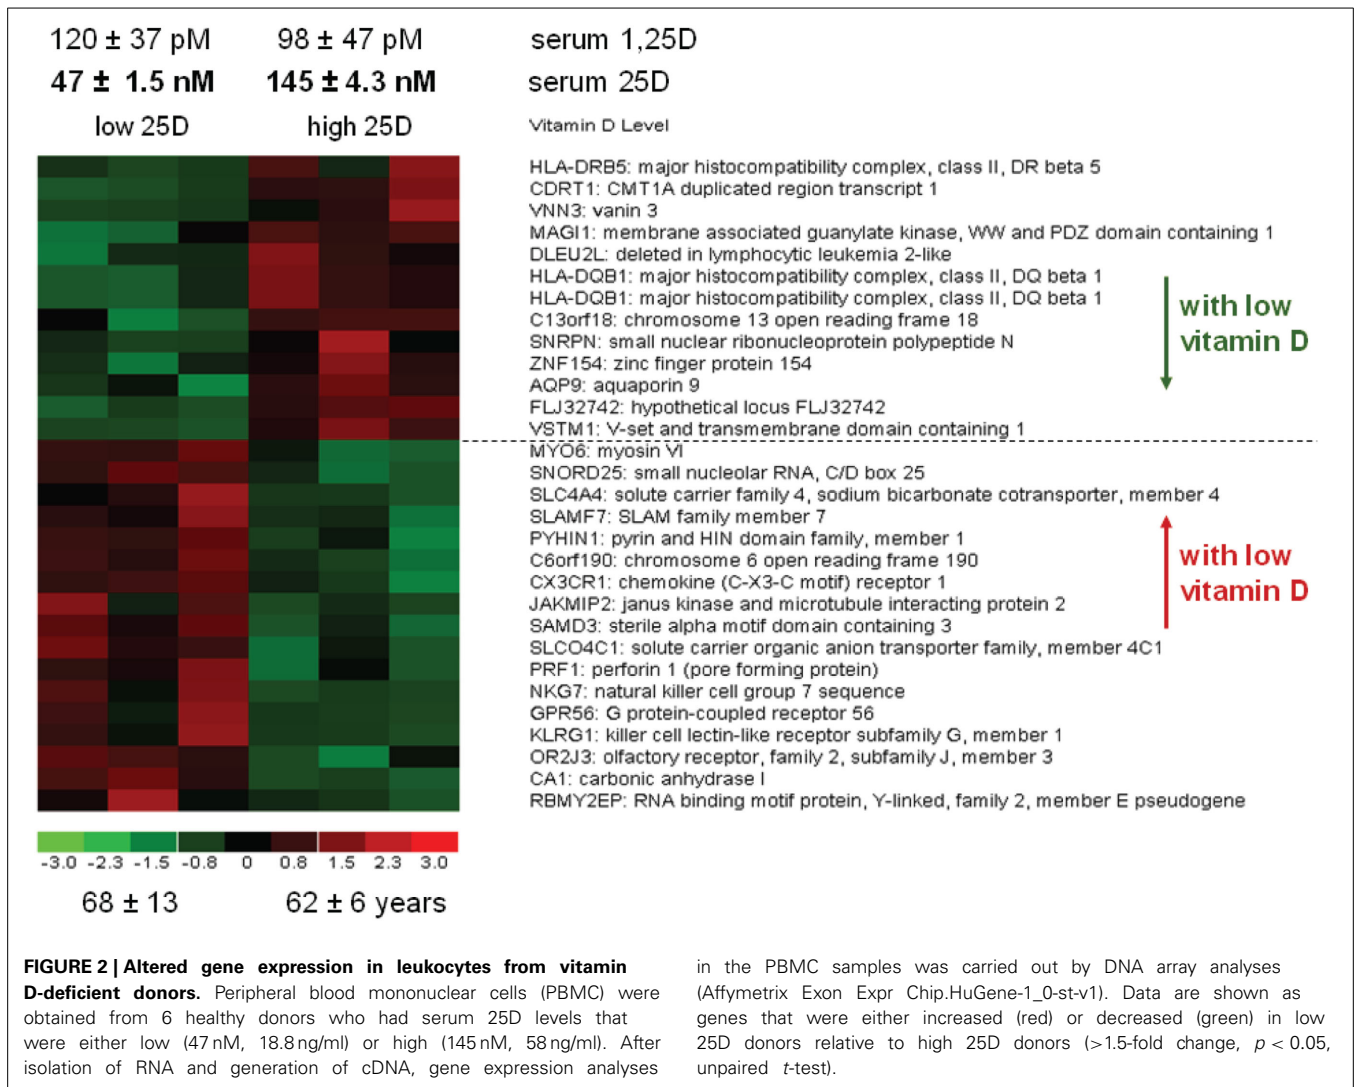 120 ± 37 pM 98 ± 47 pM serum 1,25D
47 ± 1.5 nM 145 ± 4.3 nM serum 25D
low 25D high 25D Vitamin D Level
HLA-DRB5: major histocompatibility complex, class II, DR beta 5
CDRT1: CMT1A duplicated region transcript 1
VNN3: vanin 3
MAGI1: membrane associated guanylate kinase, WW and PDZ domain containing 1
DLEU2L: deleted in lymphocytic leukemia 2-like
HLA-DQB1: major histocompatibility complex, class II, DQ beta 1
HLA-DQB1: major histocompatibility complex, class II, DQ beta 1
C13orf18: chromosome 13 open reading frame 18
SNRPN: small nuclear ribonucleoprotein polypeptide N
ZNF154: zinc finger protein 154
AQP9: aquaporin 9
FLJ32742: hypothetical locus FLJ32742
VSTM1: V-set and transmembrane domain containing 1
with low
vitamin D
MYO6: myosin VI
SNORD25: small nucleolar RNA, C/D box 25
SLC4A4: solute carrier family 4, sodium bicarbonate cotransporter, member 4
SLAMF7: SLAM family member 7
PYHIN1: pyrin and HIN domain family, member 1
C6orf190: chromosome 6 open reading frame 190
CX3CR1: chemokine (C-X3-C motif) receptor 1
JAKMIP2: janus kinase and microtubule interacting protein 2
SAMD3: sterile alpha motif domain containing 3
SLCO4C1: solute carrier organic anion transporter family, member 4C1
PRF1: perforin 1 (pore forming protein)
NKG7: natural killer cell group 7 sequence
GPR56: G protein-coupled receptor 56
KLRG1: killer cell lectin-like receptor subfamily G, member 1
OR2J3: olfactory receptor, family 2, subfamily J, member 3
CA1: carbonic anhydrase I
RBMY2EP: RNA binding motif protein, Y-linked, family 2, member E pseudogene
with low
vitamin D
-3.0 -2.3 -1.5 -0.8 0 0.8 1.5 2.3 3.0
68 ± 13 62 ± 6 years
FIGURE 2 | Altered gene expression in leukocytes from vitamin
D-deficient donors. Peripheral blood mononuclear cells (PBMC) were
obtained from 6 healthy donors who had serum 25D levels that
were either low (47 nM, 18.8 ng/ml) or high (145 nM, 58 ng/ml). After
isolation of RNA and generation of cDNA, gene expression analyses
in the PBMC samples was carried out by DNA array analyses
(Affymetrix Exon Expr Chip.HuGene-1_0-st-v1). Data are shown as
genes that were either increased (red) or decreased (green) in low
25D donors relative to high 25D donors (>1.5-fold change, p < 0.05,
unpaired t-test).